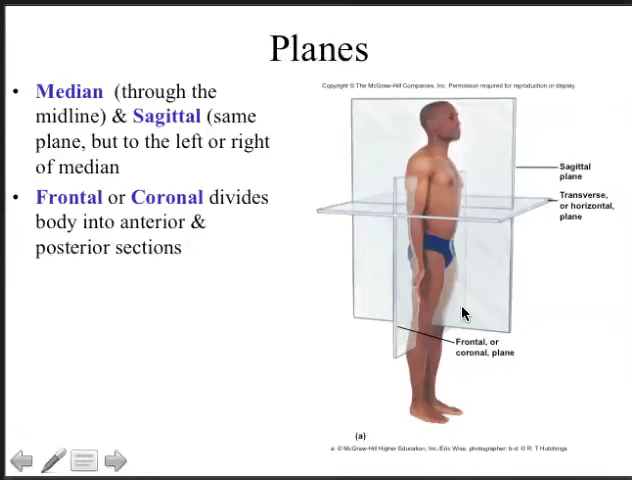 Planes
• Median (through the
midline) & Sagittal (same
plane, but to the left or right
of median
• Frontal or Coronal divides
body into anterior &
posterior sections
Copyright © The McGraw-Hill Companies, Inc. Permission required for reproduction or display.
Sagittal
plane
Transverse,
or horizontal,
plane
Frontal, or
coronal, plane
(a)
a: © McGraw-Hill Higher Education, Inc./Eric Wise, photographer; b-d: © R. T Hutchings